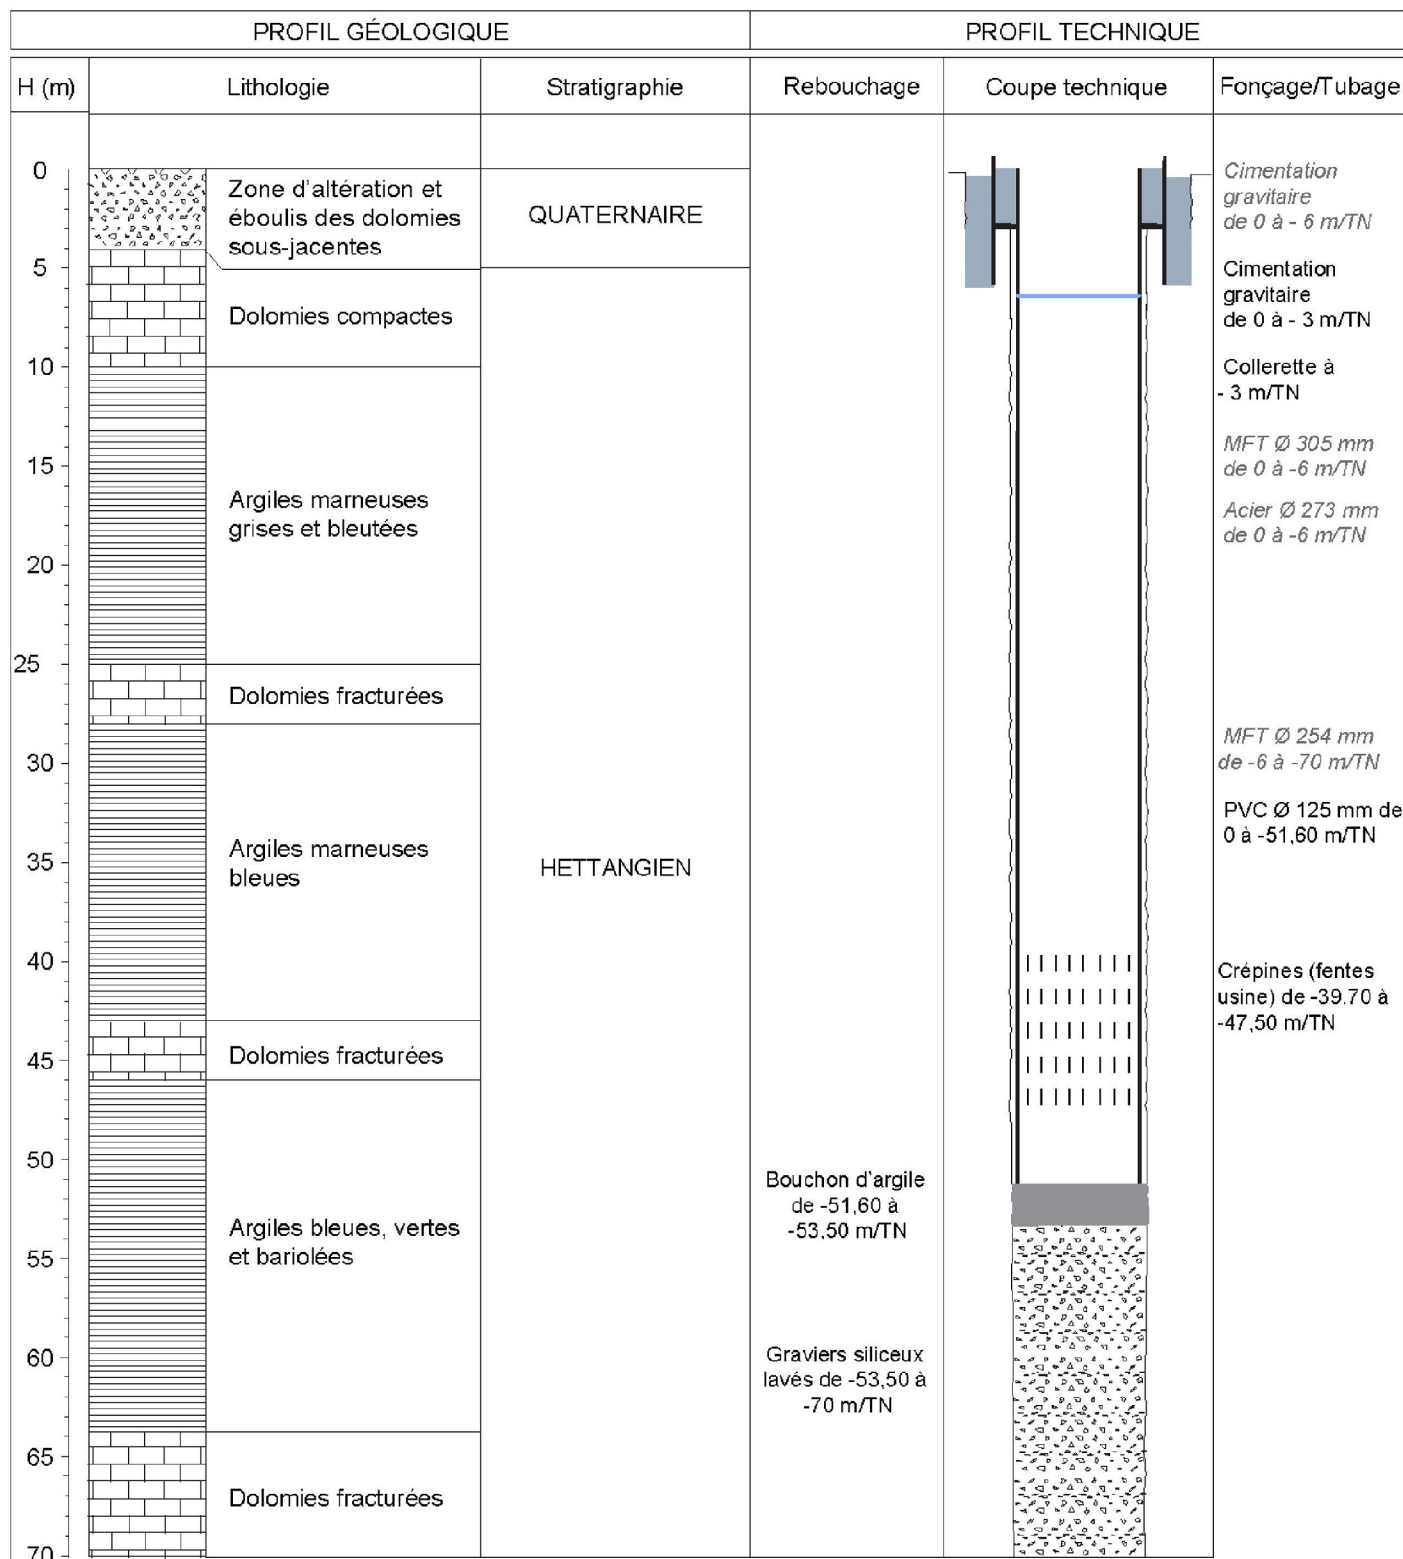 PROFIL GÉOLOGIQUE
PROFIL TECHNIQUE
H (m)
Lithologie
Stratigraphie
Rebouchage
Coupe technique
Fonçage/Tubage
0
5
10
15
20
25
30
35
40
45
50
55
60
65
70
Zone d'altération et
éboulis des dolomies
sous-jacentes
Dolomies compactes
Argiles marneuses
grises et bleutées
Dolomies fracturées
Argiles marneuses
bleues
Dolomies fracturées
Argiles bleues, vertes
et bariolées
Dolomies fracturées
QUATERNAIRE
HETTANGIEN
Bouchon d'argile
de -51,60 à
-53,50 m/TN
Graviers siliceux
lavés de -53,50 à
-70 m/TN
Cimentation
gravitaire
de 0 à - 6 m/TN
Cimentation
gravitaire
de 0 à - 3 m/TN
Collerette à
- 3 m/TN
MFT Ø 305 mm
de 0 à -6 m/TN
Acier Ø 273 mm
de 0 à -6 m/TN
MFT Ø 254 mm
de -6 à -70 m/TN
PVC Ø 125 mm de
0 à -51,60 m/TN
Crépines (fentes
usine) de -39.70 à
-47,50 m/TN